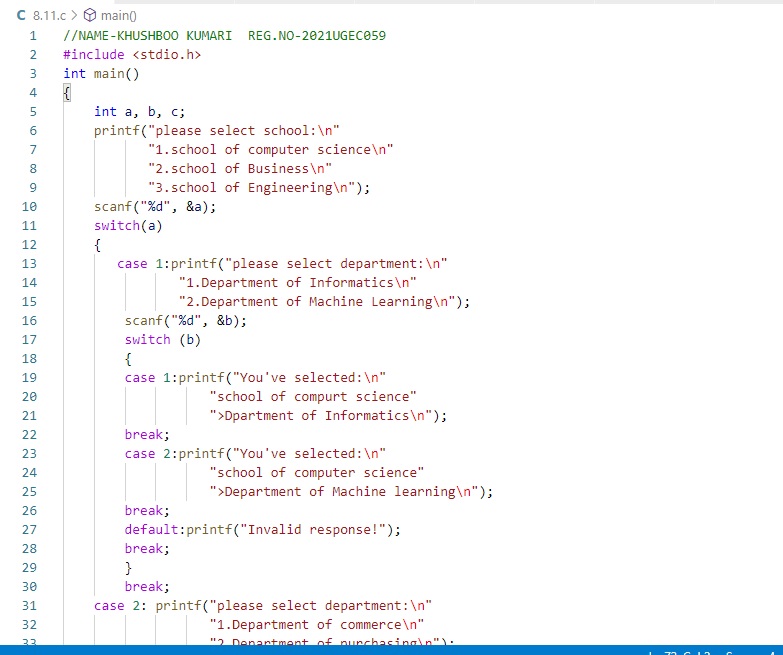 C 8.11.c > main()
1 //NAME-KHUSHBOO KUMARI  REG.NO-2021UGEC059
2 #include <stdio.h>
3 int main()
4 {
5     int a, b, c;
6     printf("please select school:\n"
7            "1.school of computer science\n"
8            "2.school of Business\n"
9            "3.school of Engineering\n");
10     scanf("%d", &a);
11     switch(a)
12     {
13        case 1:printf("please select department:\n"
14                "1.Department of Informatics\n"
15                "2.Department of Machine Learning\n");
16         scanf("%d", &b);
17         switch (b)
18         {
19         case 1:printf("You've selected:\n"
20                    "school of compurt science"
21                    ">Dpartment of Informatics\n");
22         break;
23         case 2:printf("You've selected:\n"
24                    "school of computer science"
25                    ">Department of Machine learning\n");
26         break;
27         default:printf("Invalid response!");
28         break;
29         }
30         break;
31     case 2: printf("please select department:\n"
32                    "1.Department of commerce\n"
33                    "2.Department of purchasing\n");